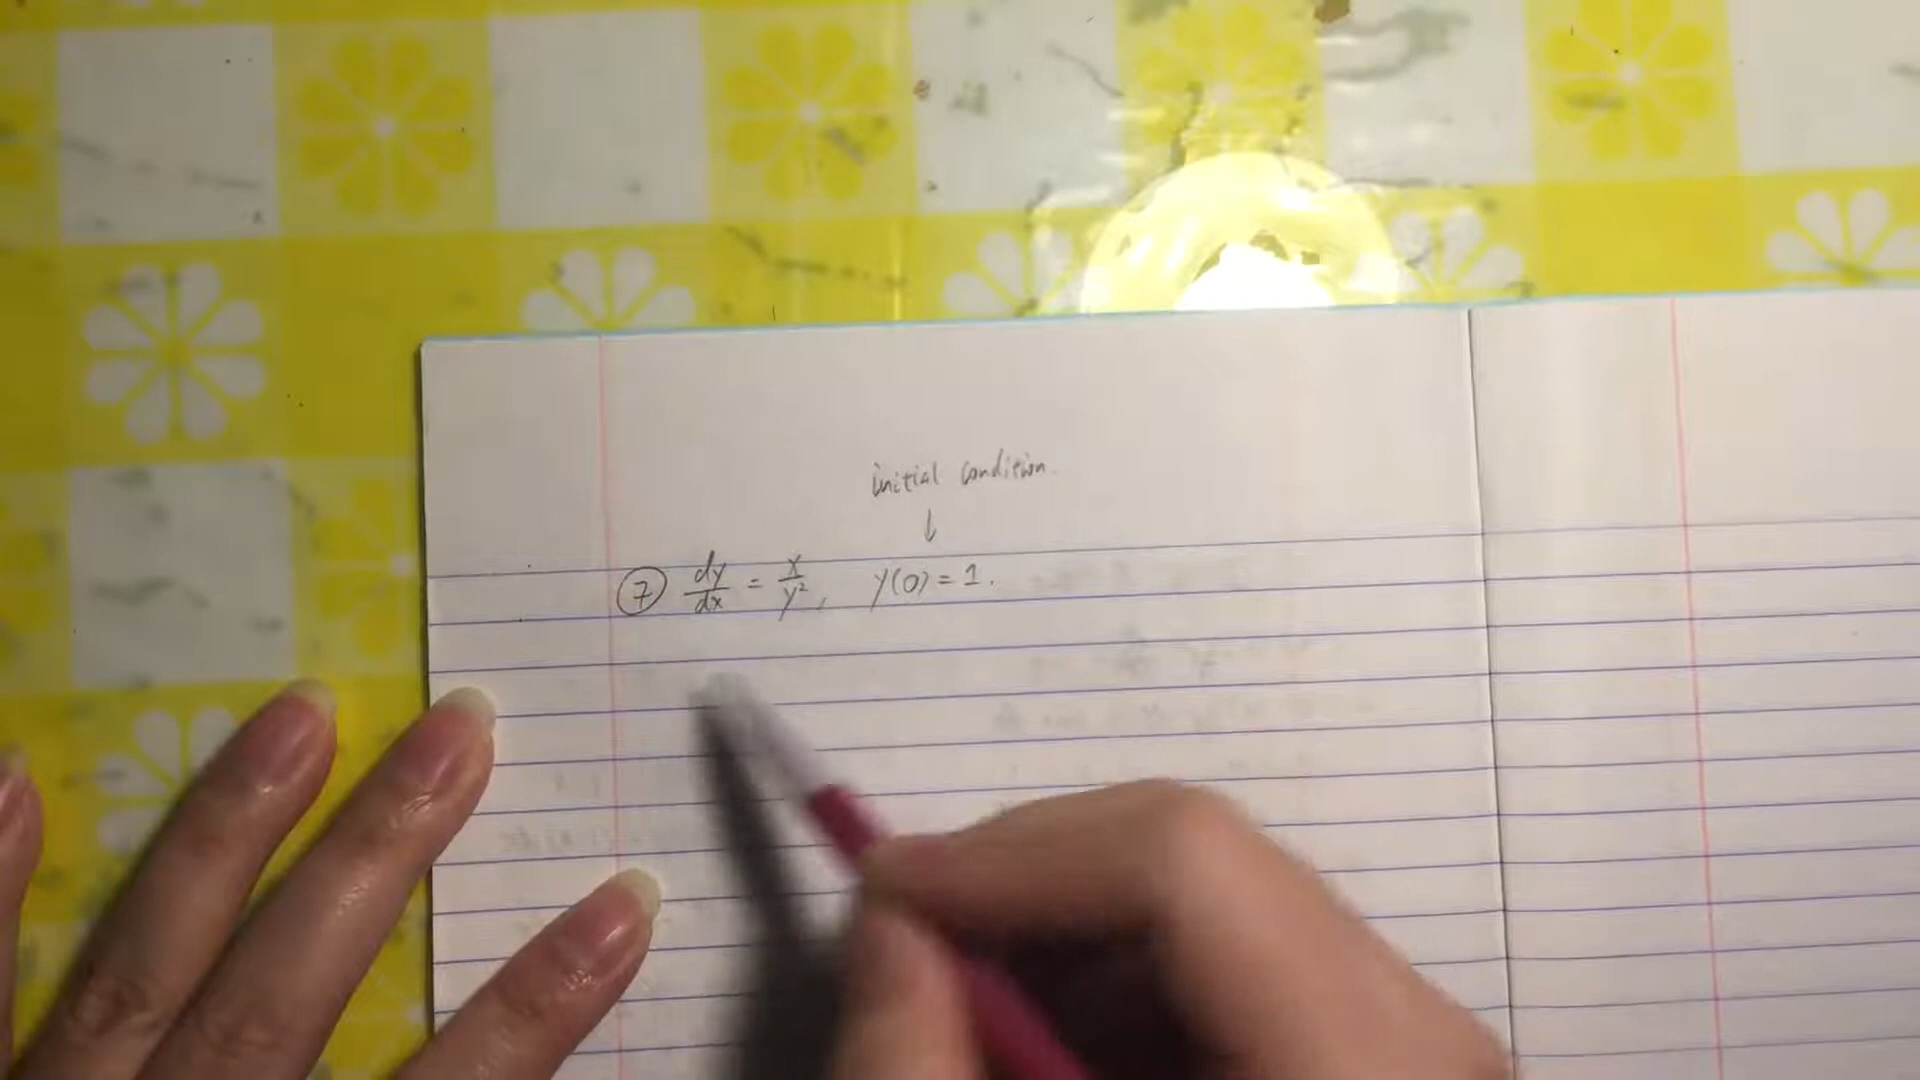 initial condition.
↓
⑦ dy/dx = x/y², y(0) = 1.